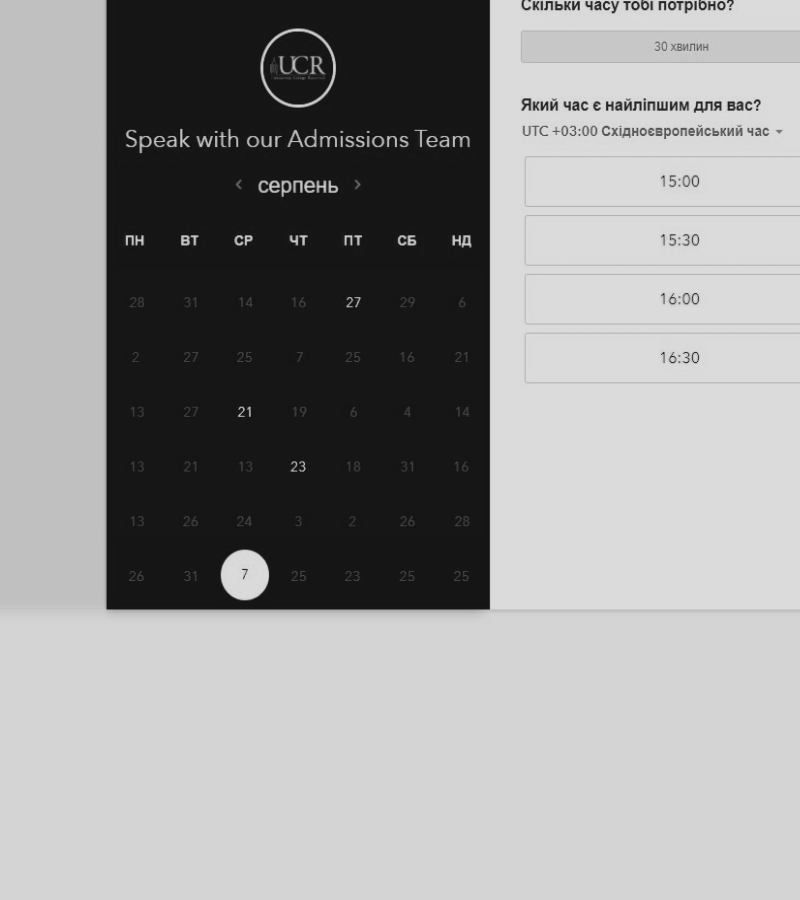 UCR
Speak with our Admissions Team
серпень
ПН ВТ СР ЧТ ПТ СБ НД
28 31 14 16 27 29 6
2 27 25 7 25 16 21
13 27 21 19 6 4 14
13 21 13 23 18 31 16
13 26 24 3 2 26 28
26 31 7 25 23 25 25
Скільки часу тобі потрібно?
30 хвилин
Який час є найліпшим для вас?
UTC +03:00 Східноєвропейський час
15:00
15:30
16:00
16:30